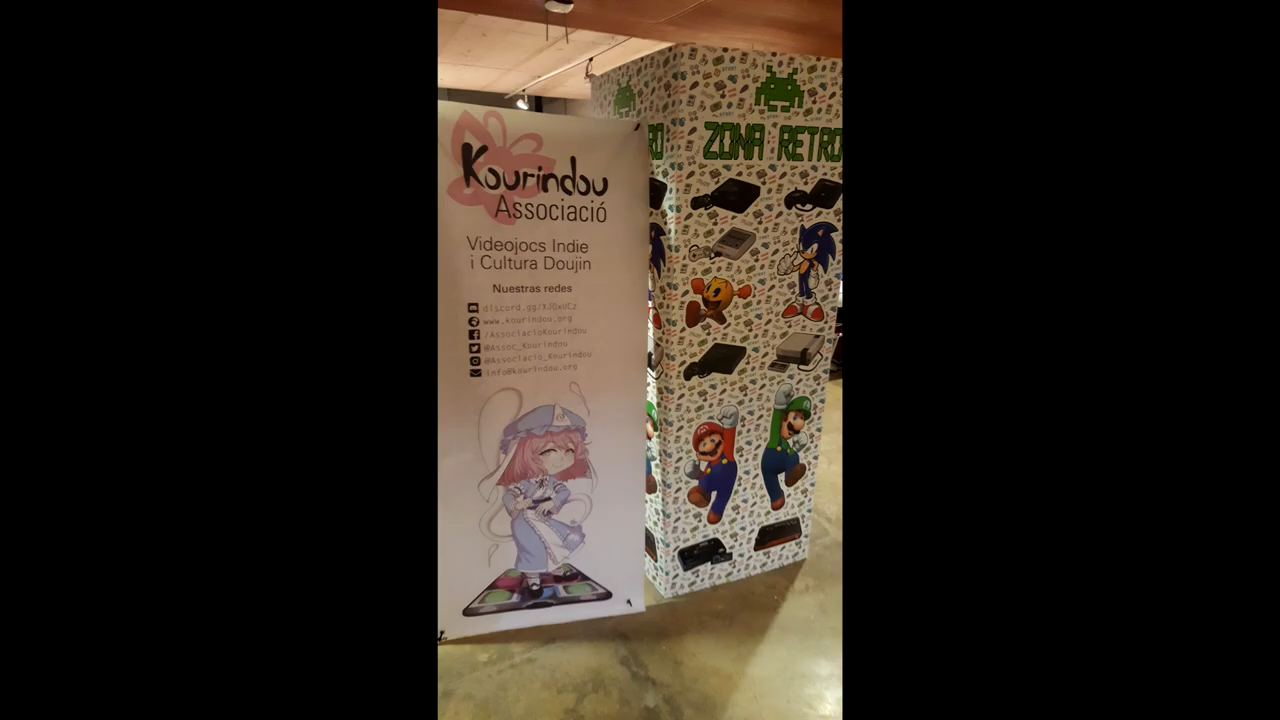 Kourindou
Associació
Videojocs Indie
i Cultura Doujin
Nuestras redes
www.kourindou.org
/AssociacioKourindou
@Assoc_Kourindou
@Associacio_Kourindou
info@kourindou.org
RO
ZONA RETRO